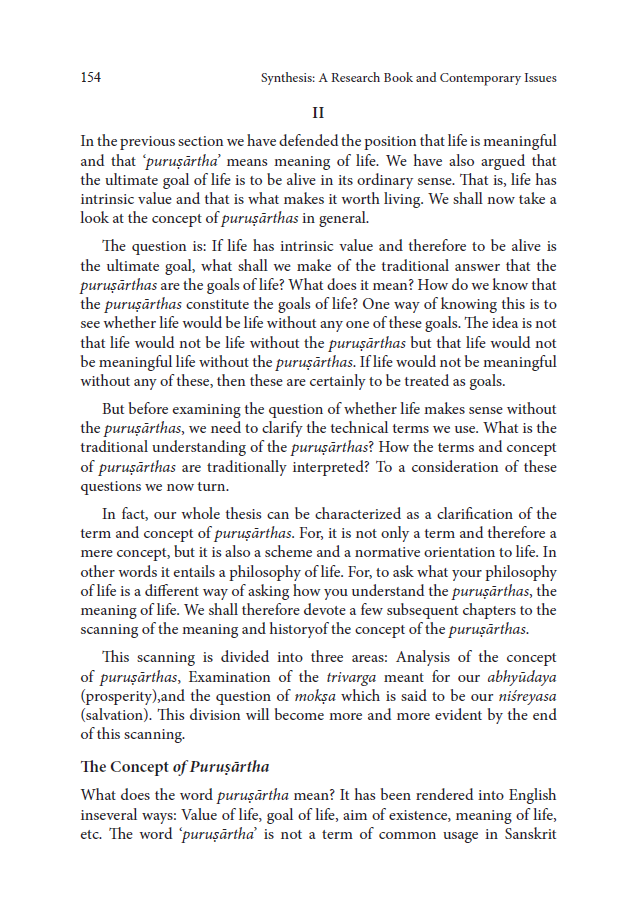 154 Synthesis: A Research Book and Contemporary Issues
II
In the previous section we have defended the position that life is meaningful
and that ‘puruṣārtha’ means meaning of life. We have also argued that
the ultimate goal of life is to be alive in its ordinary sense. That is, life has
intrinsic value and that is what makes it worth living. We shall now take a
look at the concept of puruṣārthas in general.
The question is: If life has intrinsic value and therefore to be alive is
the ultimate goal, what shall we make of the traditional answer that the
puruṣārthas are the goals of life? What does it mean? How do we know that
the puruṣārthas constitute the goals of life? One way of knowing this is to
see whether life would be life without any one of these goals. The idea is not
that life would not be life without the puruṣārthas but that life would not
be meaningful life without the puruṣārthas. If life would not be meaningful
without any of these, then these are certainly to be treated as goals.
But before examining the question of whether life makes sense without
the puruṣārthas, we need to clarify the technical terms we use. What is the
traditional understanding of the puruṣārthas? How the terms and concept
of puruṣārthas are traditionally interpreted? To a consideration of these
questions we now turn.
In fact, our whole thesis can be characterized as a clarification of the
term and concept of puruṣārthas. For, it is not only a term and therefore a
mere concept, but it is also a scheme and a normative orientation to life. In
other words it entails a philosophy of life. For, to ask what your philosophy
of life is a different way of asking how you understand the puruṣārthas, the
meaning of life. We shall therefore devote a few subsequent chapters to the
scanning of the meaning and historyof the concept of the puruṣārthas.
This scanning is divided into three areas: Analysis of the concept
of puruṣārthas, Examination of the trivarga meant for our abhyūdaya
(prosperity),and the question of mokṣa which is said to be our niśreyasa
(salvation). This division will become more and more evident by the end
of this scanning.
The Concept of Puruṣārtha
What does the word puruṣārtha mean? It has been rendered into English
inseveral ways: Value of life, goal of life, aim of existence, meaning of life,
etc. The word ‘puruṣārtha’ is not a term of common usage in Sanskrit